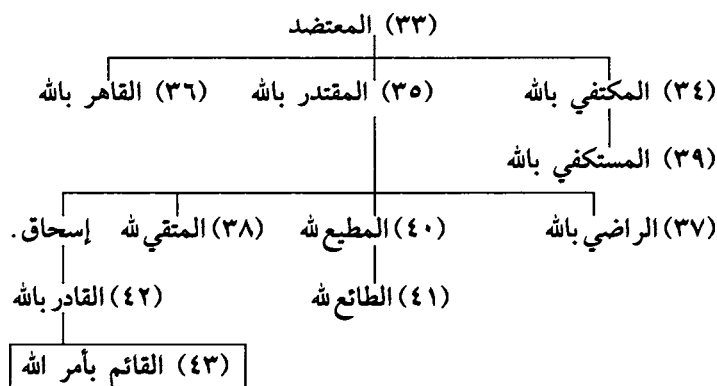 (٣٣) المعتضد
(٣٤) المكتفي بالله (٣٥) المقتدر بالله (٣٦) القاهر بالله
(٣٩) المستكفي بالله
(٣٧) الراضي بالله (٤٠) المطيع لله (٣٨) المتقي لله إسحاق.
(٤١) الطائع لله (٤٢) القادر بالله
(٤٣) القائم بأمر الله